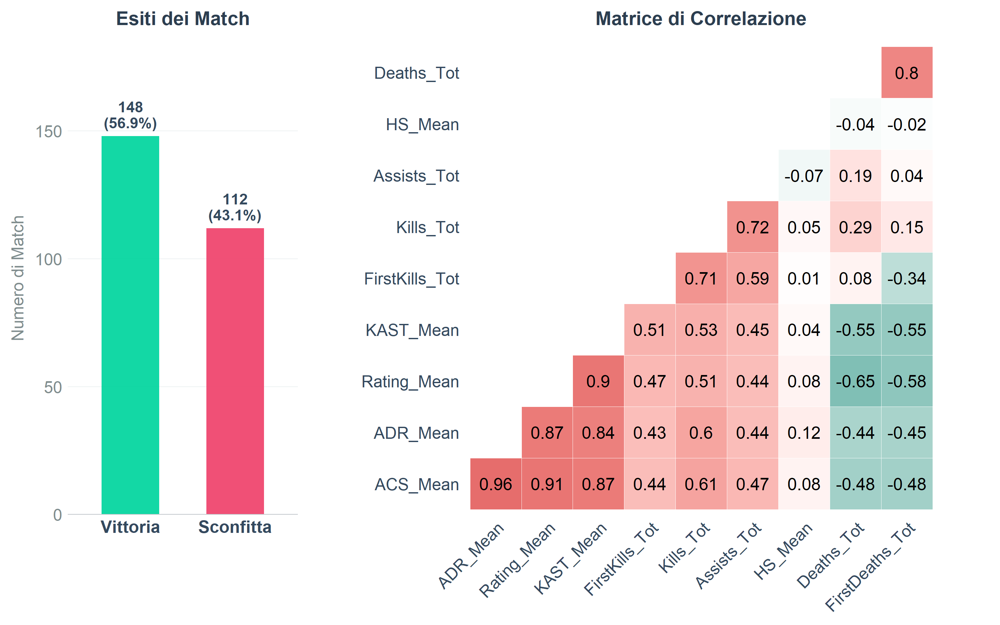 Esiti dei Match
148
(56.9%)
112
(43.1%)
150
100
50
0
Numero di Match
Vittoria Sconfitta
Matrice di Correlazione
Deaths_Tot 0.8
HS_Mean -0.04 -0.02
Assists_Tot -0.07 0.19 0.04
Kills_Tot 0.72 0.05 0.29 0.15
FirstKills_Tot 0.71 0.59 0.01 0.08 -0.34
KAST_Mean 0.51 0.53 0.45 0.04 -0.55 -0.55
Rating_Mean 0.9 0.47 0.51 0.44 0.08 -0.65 -0.58
ADR_Mean 0.87 0.84 0.43 0.6 0.44 0.12 -0.44 -0.45
ACS_Mean 0.96 0.91 0.87 0.44 0.61 0.47 0.08 -0.48 -0.48
ADR_Mean
Rating_Mean
KAST_Mean
FirstKills_Tot
Kills_Tot
Assists_Tot
HS_Mean
Deaths_Tot
FirstDeaths_Tot